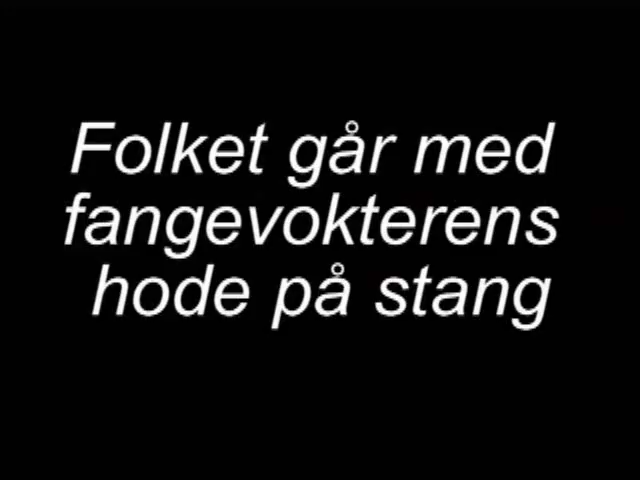 Folket går med
fangevokterens
hode på stang